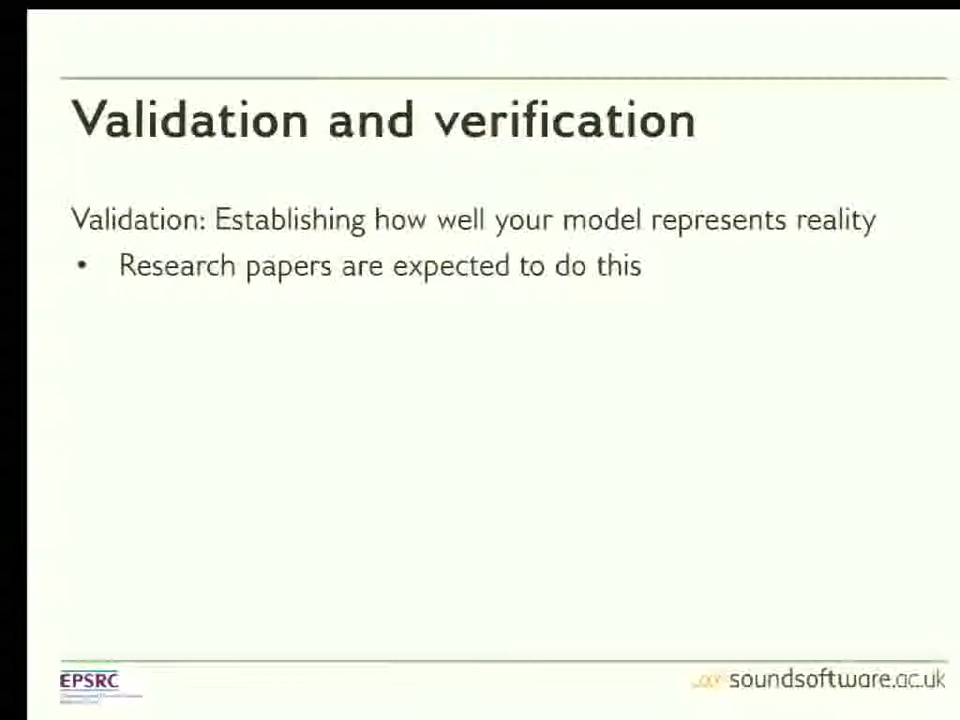 Validation and verification
Validation: Establishing how well your model represents reality
• Research papers are expected to do this
EPSRC
soundsoftware.ac.uk